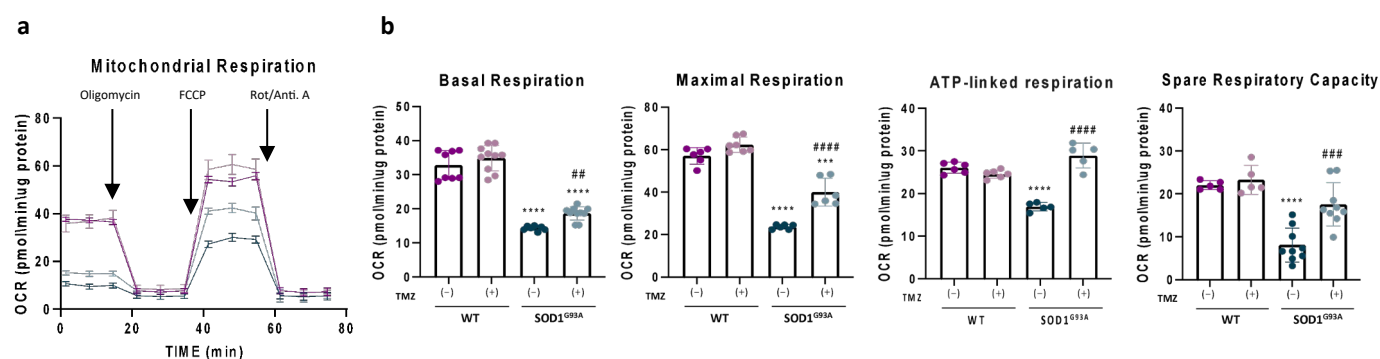 a
b
Mitochondrial Respiration
Oligomycin
FCCP
Rot/Anti. A
OCR (pmol/min/ug protein)
80
60
40
20
0
0
20
40
60
80
TIME (min)
Basal Respiration
OCR (pmol/min/ug protein)
50
40
30
20
10
0
****
##
****
TMZ
(−)
(+)
(−)
(+)
WT
SOD1G93A
Maximal Respiration
OCR (pmol/min/ug protein)
80
60
40
20
0
****
####
***
TMZ
(−)
(+)
(−)
(+)
WT
SOD1G93A
ATP-linked respiration
OCR (pmol/min/ug protein)
40
30
20
10
0
****
####
TMZ
(−)
(+)
(−)
(+)
WT
SOD1G93A
Spare Respiratory Capacity
OCR (pmol/min/ug protein)
40
30
20
10
0
****
###
TMZ
(−)
(+)
(−)
(+)
WT
SOD1G93A